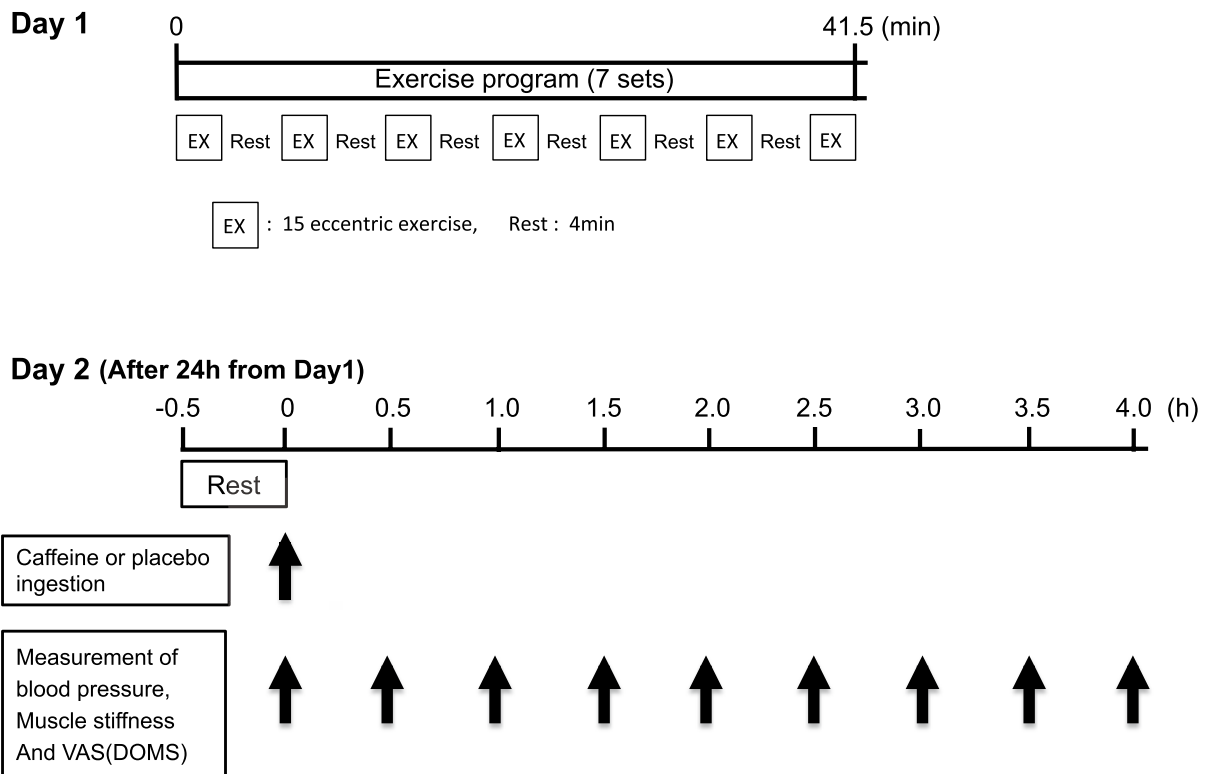 Day 1
0 41.5 (min)
Exercise program (7 sets)
EX Rest EX Rest EX Rest EX Rest EX Rest EX Rest EX
EX : 15 eccentric exercise, Rest : 4min
Day 2 (After 24h from Day1)
-0.5 0 0.5 1.0 1.5 2.0 2.5 3.0 3.5 4.0 (h)
Rest
Caffeine or placebo
ingestion
Measurement of
blood pressure,
Muscle stiffness
And VAS(DOMS)